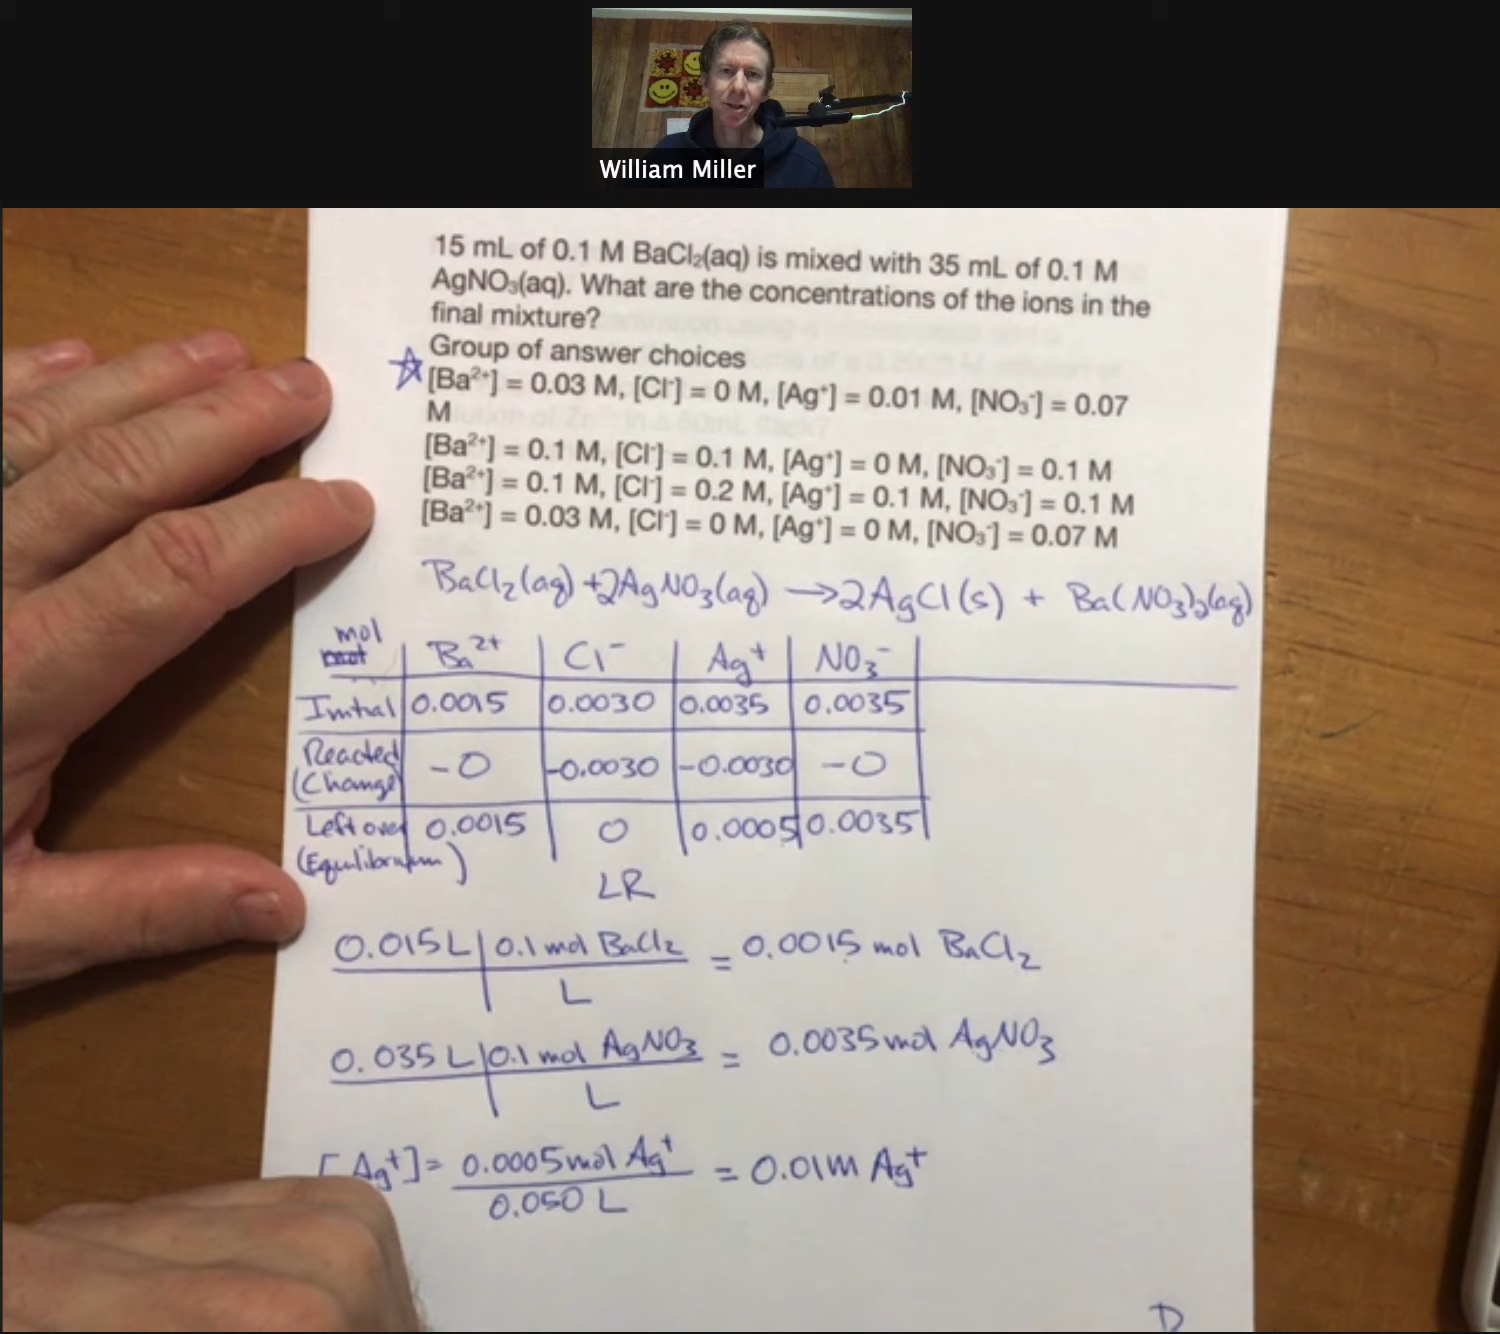 William Miller
15 mL of 0.1 M BaCl₂(aq) is mixed with 35 mL of 0.1 M
AgNO₃(aq). What are the concentrations of the ions in the
final mixture?
Group of answer choices
[Ba²⁺] = 0.03 M, [Cl⁻] = 0 M, [Ag⁺] = 0.01 M, [NO₃⁻] = 0.07
M
[Ba²⁺] = 0.1 M, [Cl⁻] = 0.1 M, [Ag⁺] = 0 M, [NO₃⁻] = 0.1 M
[Ba²⁺] = 0.1 M, [Cl⁻] = 0.2 M, [Ag⁺] = 0.1 M, [NO₃⁻] = 0.1 M
[Ba²⁺] = 0.03 M, [Cl⁻] = 0 M, [Ag⁺] = 0 M, [NO₃⁻] = 0.07 M
BaCl₂(aq) + 2AgNO₃(aq) → 2AgCl(s) + Ba(NO₃)₂(aq)
mol
Ba²⁺ Cl⁻ Ag⁺ NO₃⁻
Initial 0.0015 0.0030 0.0035 0.0035
Reacted -0 -0.0030 -0.0030 -0
(Change)
Left over 0.0015 0 0.0005 0.0035
(Equilibrium)
LR
0.015 L | 0.1 mol BaCl₂ = 0.0015 mol BaCl₂
L
0.035 L | 0.1 mol AgNO₃ = 0.0035 mol AgNO₃
L
[Ag⁺] = 0.0005 mol Ag⁺ = 0.01M Ag⁺
0.050 L